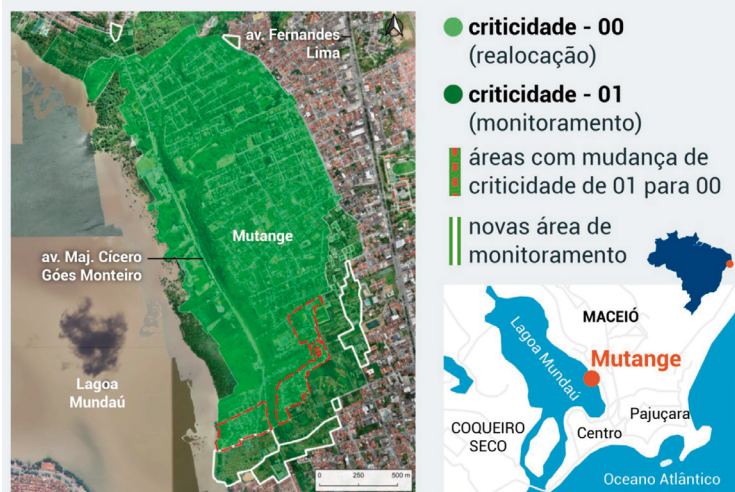 av. Fernandes
Lima
Mutange
av. Maj. Cícero
Góes Monteiro
Lagoa
Mundaú
0 250 500 m
criticidade - 00
(realocação)
criticidade - 01
(monitoramento)
áreas com mudança de
criticidade de 01 para 00
novas área de
monitoramento
MACEIÓ
Lagoa Mundaú
Mutange
Pajuçara
COQUEIRO
SECO
Centro
Oceano Atlântico